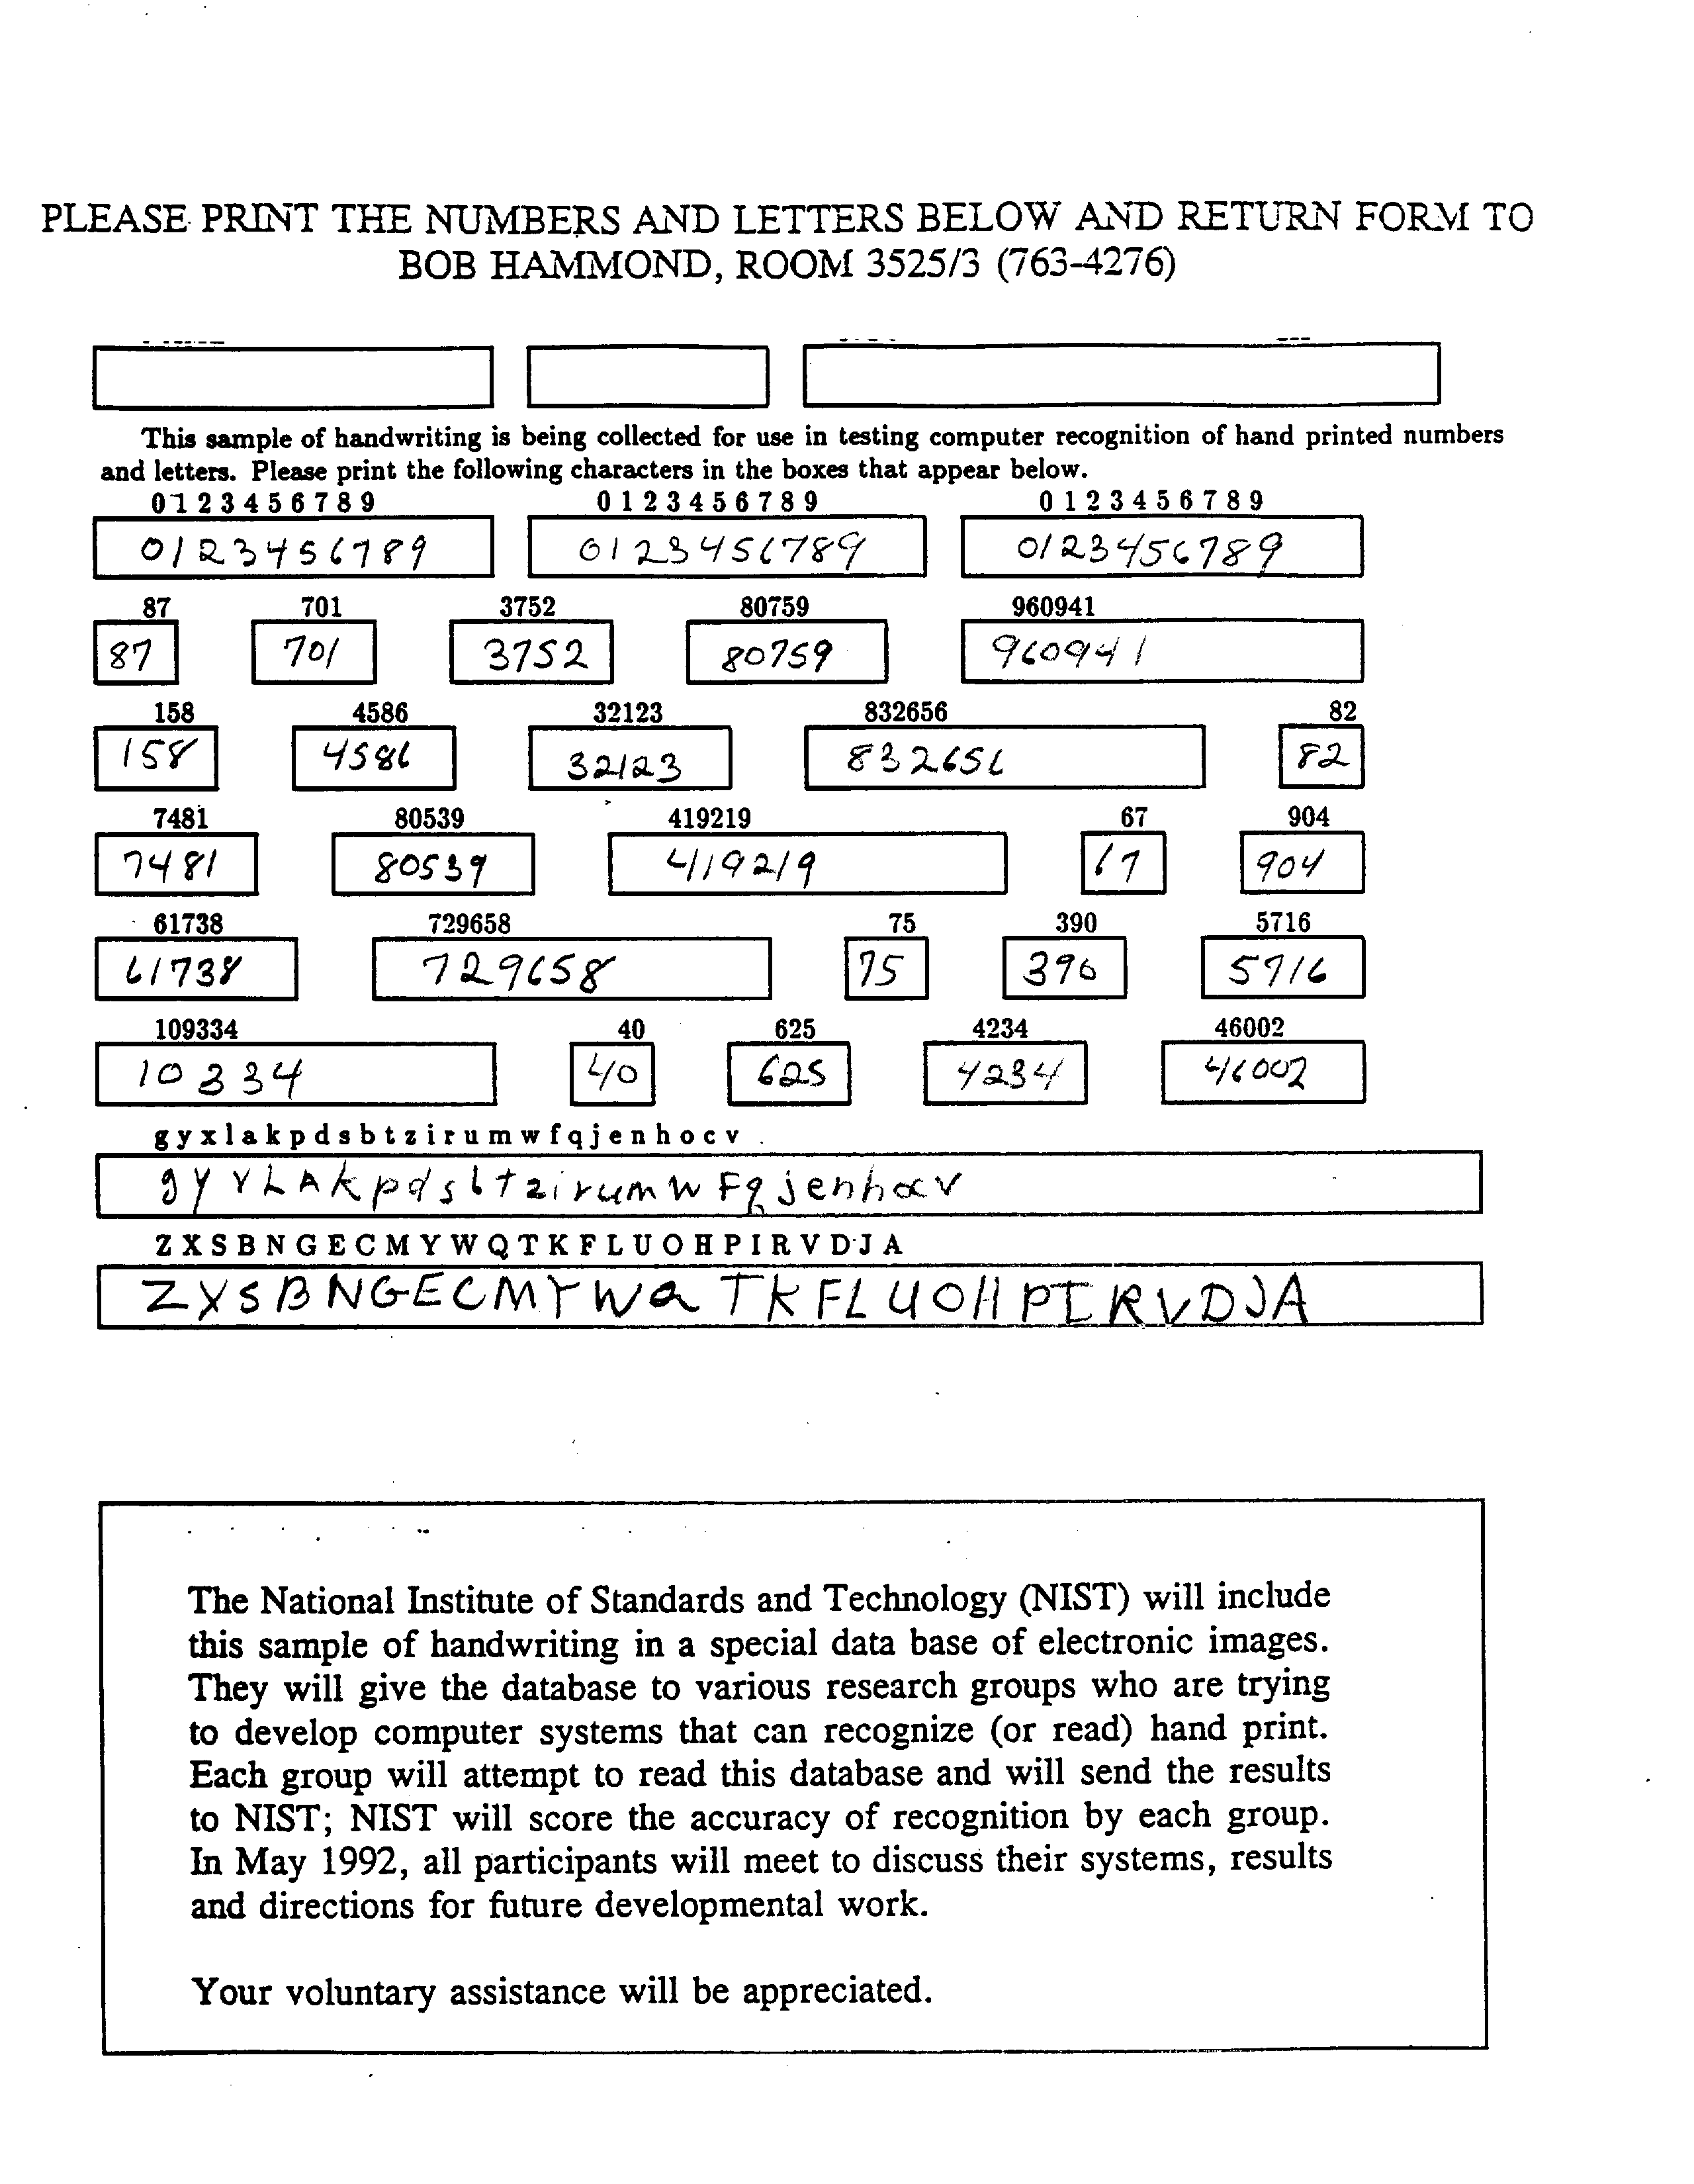 PLEASE PRINT THE NUMBERS AND LETTERS BELOW AND RETURN FORM TO
BOB HAMMOND, ROOM 3525/3 (763-4276)
This sample of handwriting is being collected for use in testing computer recognition of hand printed numbers
and letters. Please print the following characters in the boxes that appear below.
0 1 2 3 4 5 6 7 8 9 0 1 2 3 4 5 6 7 8 9 0 1 2 3 4 5 6 7 8 9
0123456789 0123456789 0123456789
87 701 3752 80759 960941
87 701 3752 80759 960941
158 4586 32123 832656 82
158 4586 32123 832656 82
7481 80539 419219 67 904
7481 80539 419219 67 904
61738 729658 75 390 5716
61738 729658 75 390 5716
109334 40 625 4234 46002
10334 40 625 4234 46002
g y x l a k p d s b t z i r u m w f q j e n h o c v
g y x L A k p d s b t z i r u m w F q j e n h o c v
Z X S B N G E C M Y W Q T K F L U O H P I R V D J A
Z X S B N G E C M Y W Q T K F L U O H P I R V D J A
The National Institute of Standards and Technology (NIST) will include
this sample of handwriting in a special data base of electronic images.
They will give the database to various research groups who are trying
to develop computer systems that can recognize (or read) hand print.
Each group will attempt to read this database and will send the results
to NIST; NIST will score the accuracy of recognition by each group.
In May 1992, all participants will meet to discuss their systems, results
and directions for future developmental work.
Your voluntary assistance will be appreciated.